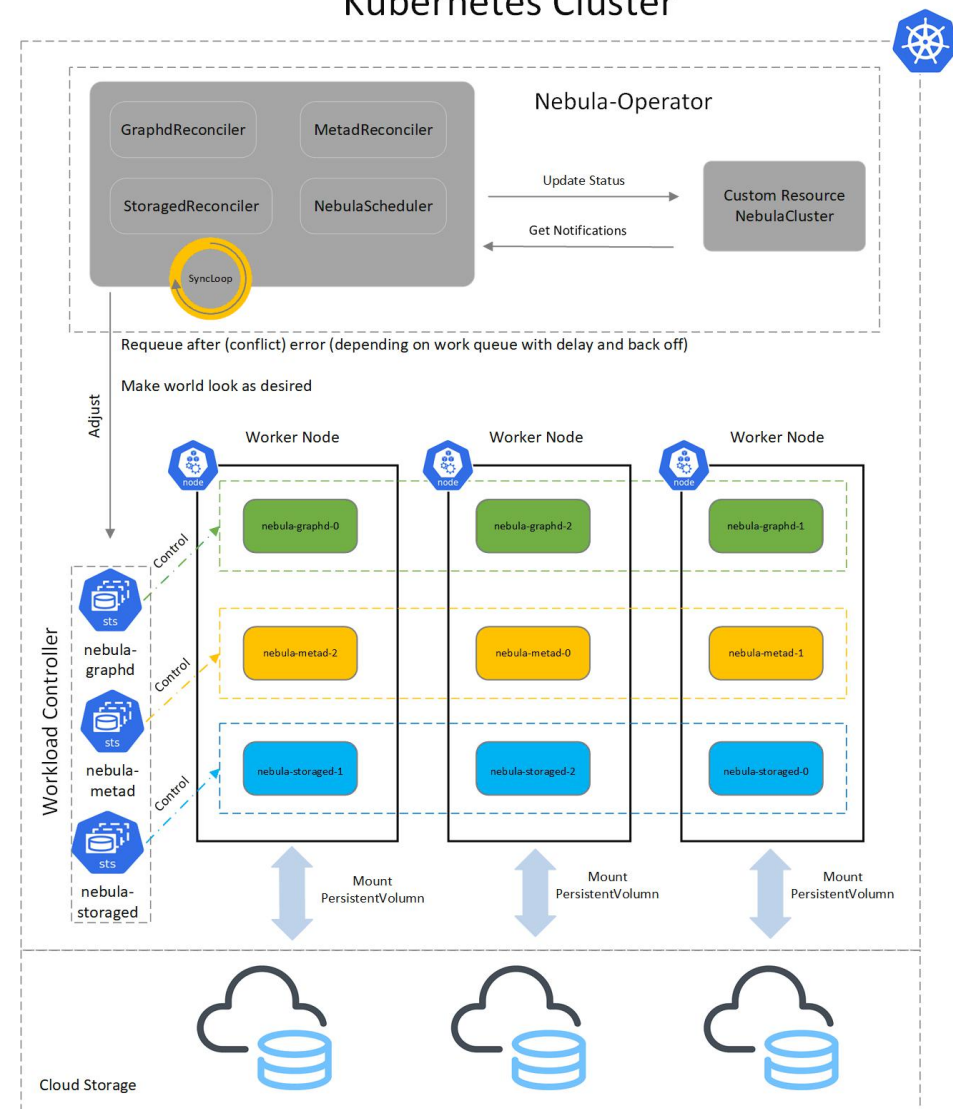 Kubernetes Cluster
Nebula-Operator
GraphdReconciler
MetadReconciler
StoragedReconciler
NebulaScheduler
SyncLoop
Update Status
Get Notifications
Custom Resource
NebulaCluster
Requeue after (conflict) error (depending on work queue with delay and back off)
Make world look as desired
Adjust
Worker Node
Worker Node
Worker Node
node
node
node
nebula-graphd-0
nebula-graphd-2
nebula-graphd-1
Control
Workload Controller
sts
nebula-
graphd
nebula-metad-2
nebula-metad-0
nebula-metad-1
Control
sts
nebula-
metad
nebula-storaged-1
nebula-storaged-2
nebula-storaged-0
Control
sts
nebula-
storaged
Mount
PersistentVolumn
Mount
PersistentVolumn
Mount
PersistentVolumn
Cloud Storage